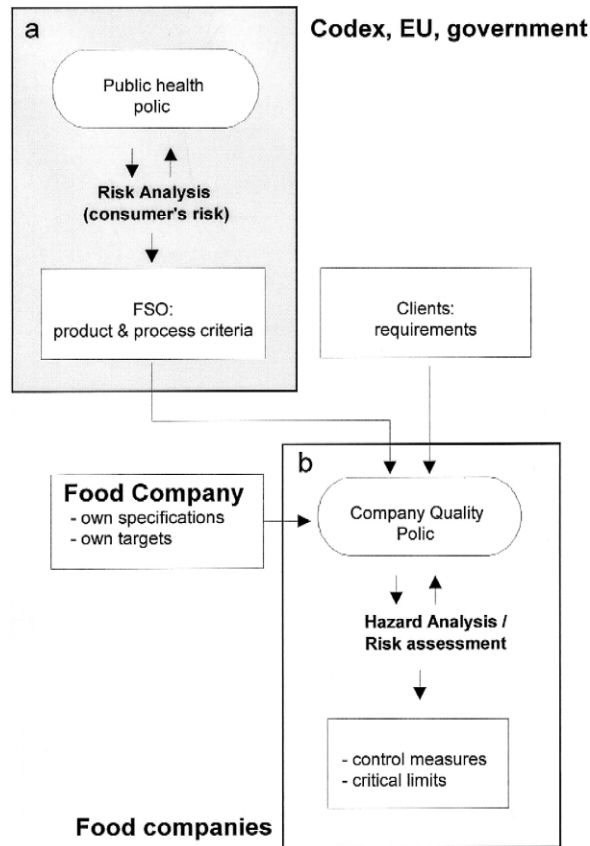 a
Codex, EU, government
Public health
polic
Risk Analysis
(consumer's risk)
FSO:
product & process criteria
Clients:
requirements
b
Food Company
- own specifications
- own targets
Company Quality
Polic
Hazard Analysis /
Risk assessment
- control measures
- critical limits
Food companies